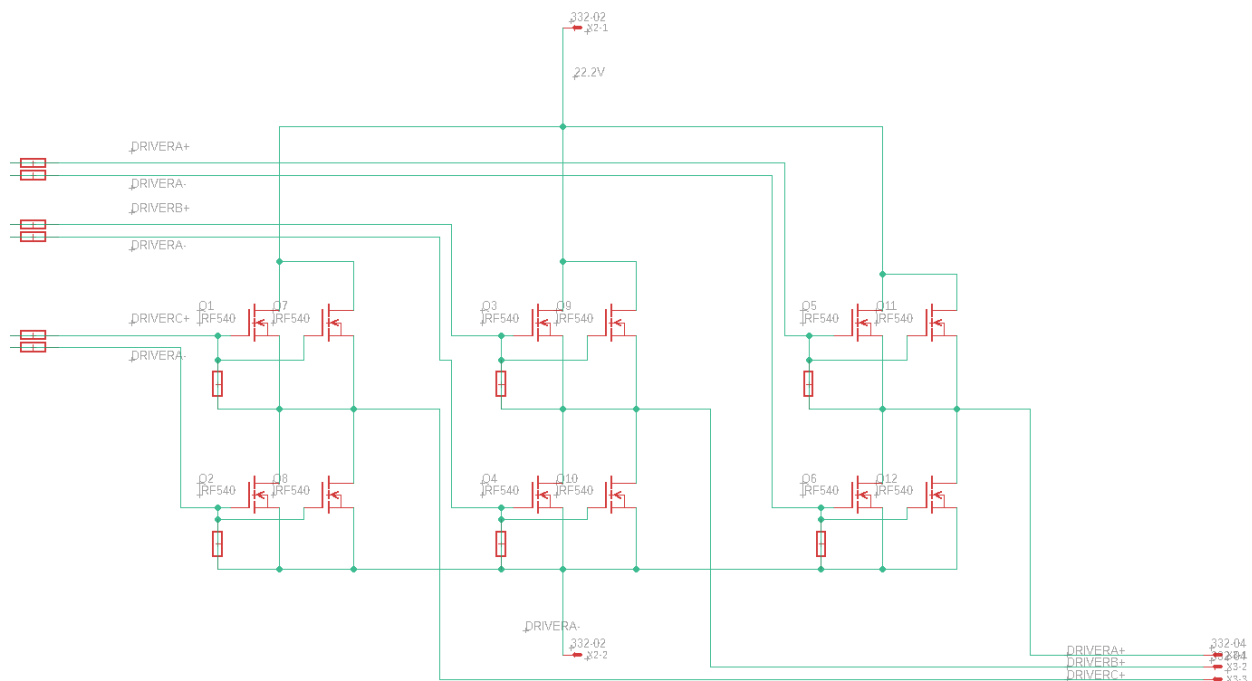 332-02
X2-1
22.2V
DRIVERA+
DRIVERA-
DRIVERB+
DRIVERA-
DRIVERC+
DRIVERA-
Q1
IRF540
Q7
IRF540
Q3
IRF540
Q9
IRF540
Q5
IRF540
Q11
IRF540
Q2
IRF540
Q8
IRF540
Q4
IRF540
Q10
IRF540
Q6
IRF540
Q12
IRF540
DRIVERA-
332-02
X2-2
DRIVERA+
332-04
DRIVERB+
X3-2
DRIVERC+
X3-3